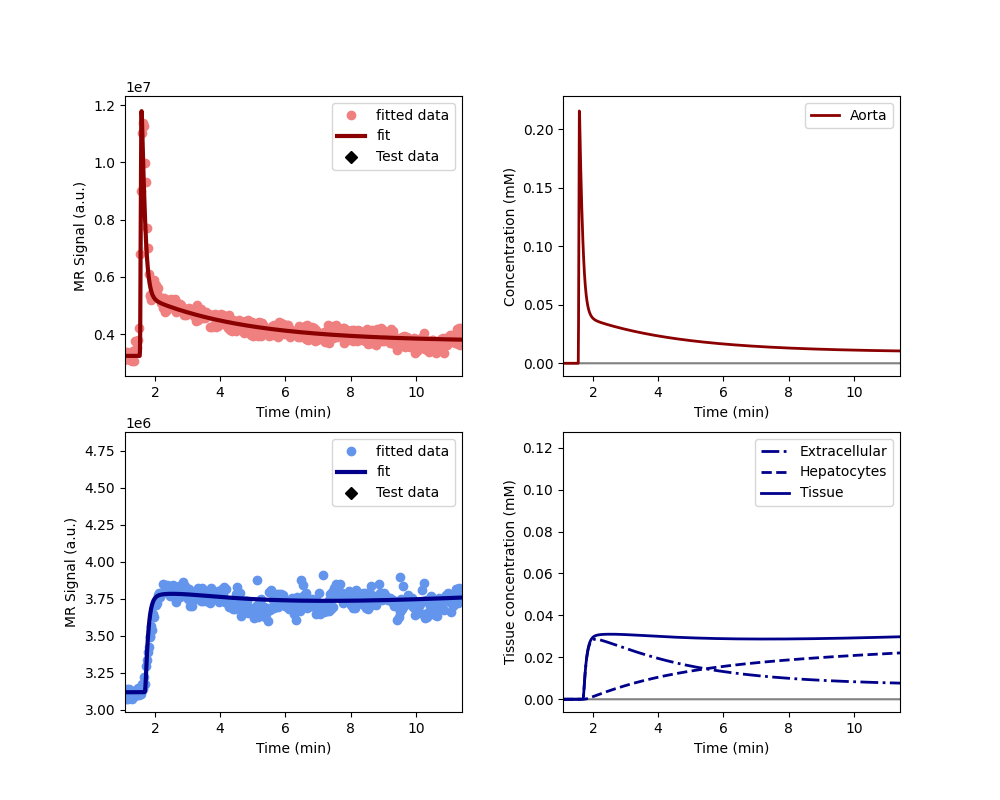 1e7
MR Signal (a.u.)
1.2
1.0
0.8
0.6
0.4
fitted data
fit
Test data
2 4 6 8 10
Time (min)
Concentration (mM)
0.20
0.15
0.10
0.05
0.00
Aorta
2 4 6 8 10
Time (min)
1e6
MR Signal (a.u.)
4.75
4.50
4.25
4.00
3.75
3.50
3.25
3.00
fitted data
fit
Test data
2 4 6 8 10
Time (min)
Tissue concentration (mM)
0.12
0.10
0.08
0.06
0.04
0.02
0.00
Extracellular
Hepatocytes
Tissue
2 4 6 8 10
Time (min)